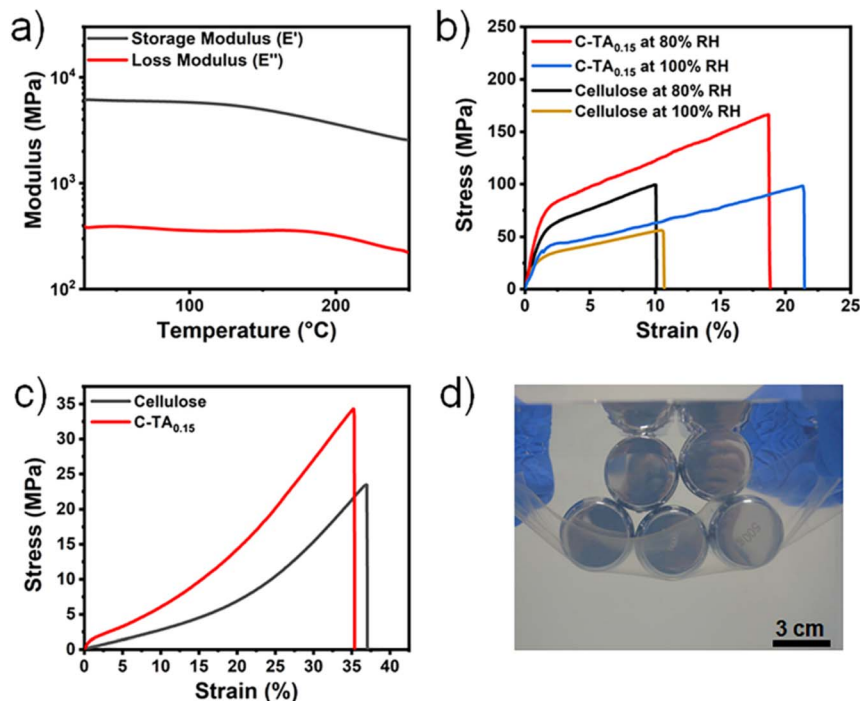 a)
Storage Modulus (E')
Loss Modulus (E'')
10⁴
10³
10²
Modulus (MPa)
100
200
Temperature (°C)
b)
C-TA₀.₁₅ at 80% RH
C-TA₀.₁₅ at 100% RH
Cellulose at 80% RH
Cellulose at 100% RH
250
200
150
100
50
0
Stress (MPa)
0
5
10
15
20
25
Strain (%)
c)
Cellulose
C-TA₀.₁₅
35
30
25
20
15
10
5
0
Stress (MPa)
0
5
10
15
20
25
30
35
40
Strain (%)
d)
3 cm